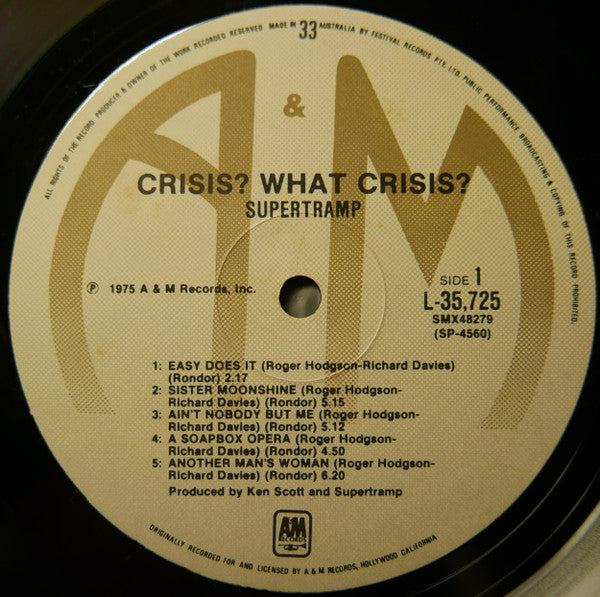 ALL RIGHTS OF THE RECORD PRODUCER & OWNER OF THE WORK RECORDED RESERVED MADE IN 33 AUSTRALIA BY FESTIVAL RECORDS PTY. LTD. PUBLIC PERFORMANCE BROADCASTING & COPYING OF THIS RECORD PROHIBITED.
A & M
CRISIS? WHAT CRISIS?
SUPERTRAMP
℗ 1975 A & M Records, Inc.
SIDE 1
L-35,725
SMX48279
(SP-4560)
1: EASY DOES IT (Roger Hodgson-Richard Davies)
(Rondor) 2.17
2: SISTER MOONSHINE (Roger Hodgson-
Richard Davies) (Rondor) 5.15
3: AIN'T NOBODY BUT ME (Roger Hodgson-
Richard Davies) (Rondor) 5.12
4: A SOAPBOX OPERA (Roger Hodgson-
Richard Davies) (Rondor) 4.50
5: ANOTHER MAN'S WOMAN (Roger Hodgson-
Richard Davies) (Rondor) 6.20
Produced by Ken Scott and Supertramp
A&M
RECORDS
ORIGINALLY RECORDED FOR AND LICENSED BY A & M RECORDS, HOLLYWOOD CALIFORNIA